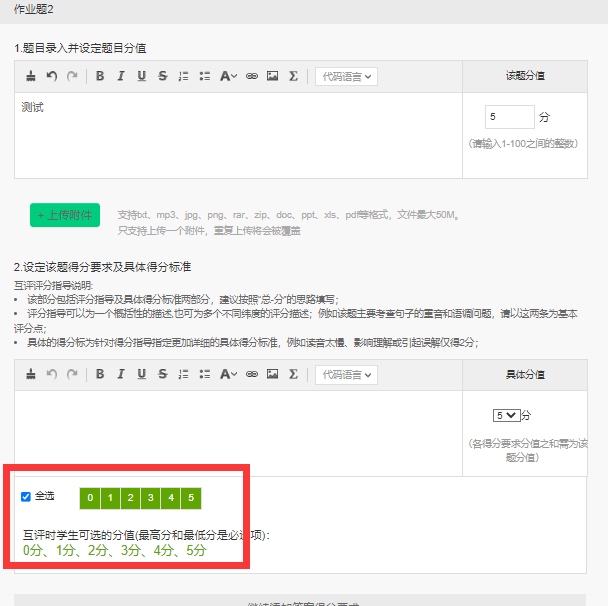 作业题2
1.题目录入并设定题目分值
B I U S A 代码语言 该题分值
测试
5 分
(请输入1-100之间的整数)
+ 上传附件
支持txt、mp3、jpg、png、rar、zip、doc、ppt、xls、pdf等格式，文件最大50M。
只支持上传一个附件，重复上传将会被覆盖
2.设定该题得分要求及具体得分标准
互评评分指导说明:
• 该部分包括评分指导及具体得分标准两部分，建议按照“总-分”的思路填写；
• 评分指导可以为一个概括性的描述,也可为多个不同纬度的评分描述；例如该题主要考查句子的重音和语调问题，请以这两条为基本
评分点；
• 具体的得分标为针对得分指导指定更加详细的具体得分标准，例如读音太慢、影响理解或引起误解仅得2分；
B I U S A 代码语言 具体分值
5 分
(各得分要求分值之和需为该
题分值)
全选 0 1 2 3 4 5
互评时学生可选的分值(最高分和最低分是必选项):
0分、1分、2分、3分、4分、5分
继续添加答案得分要求